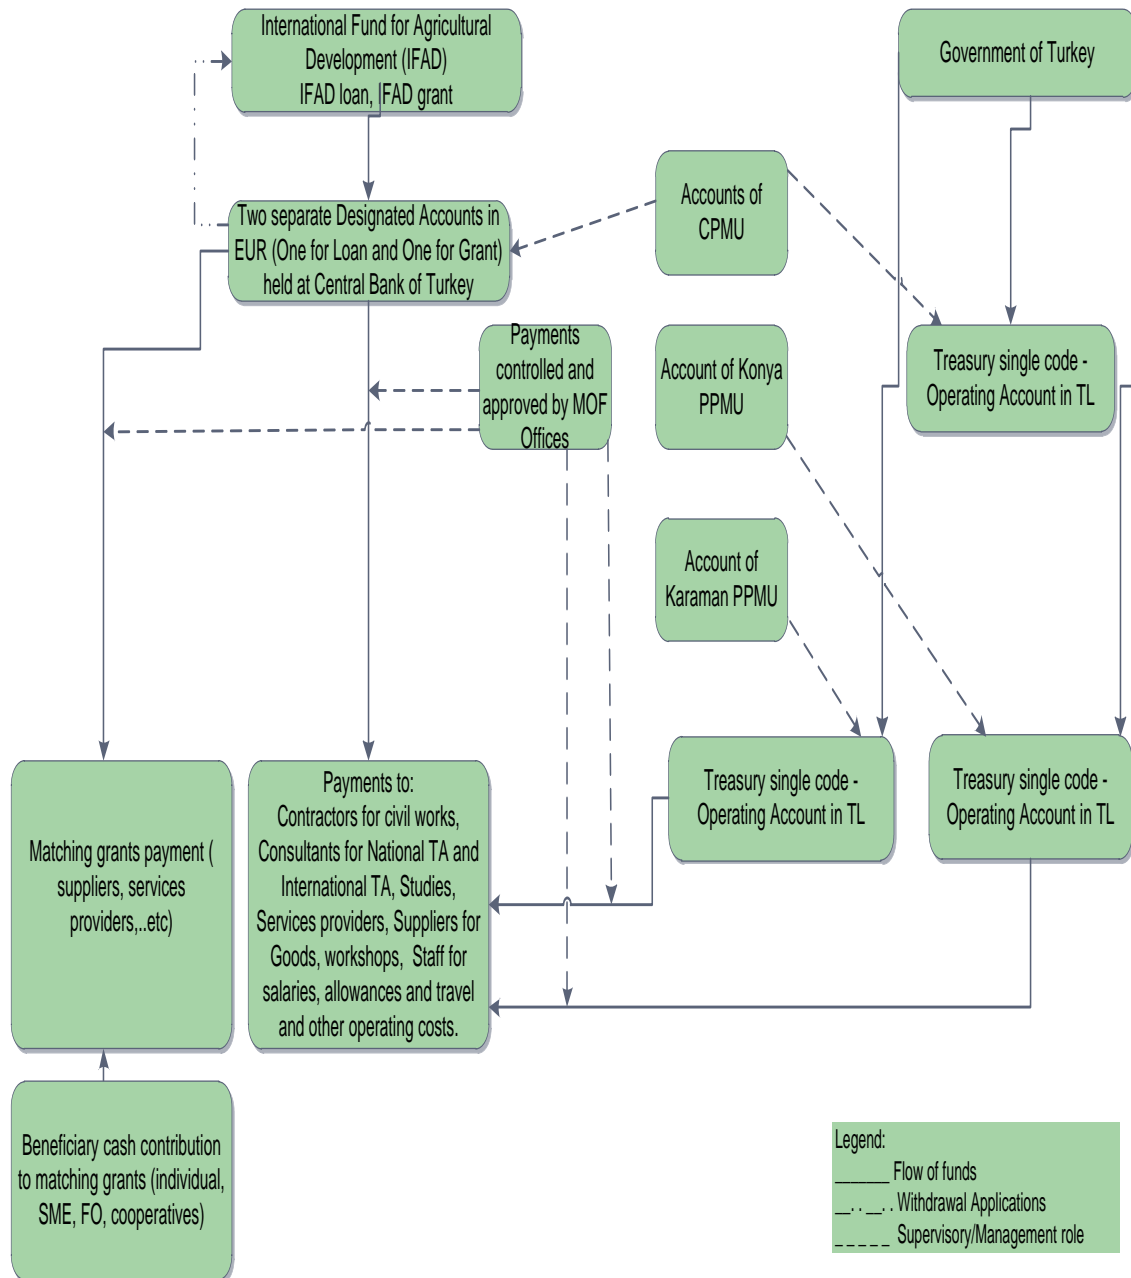 International Fund for Agricultural
Development (IFAD)
IFAD loan, IFAD grant
Government of Turkey
Two separate Designated Accounts in
EUR (One for Loan and One for Grant)
held at Central Bank of Turkey
Accounts of
CPMU
Payments
controlled and
approved by MOF
Offices
Account of Konya
PPMU
Treasury single code -
Operating Account in TL
Account of
Karaman PPMU
Treasury single code -
Operating Account in TL
Treasury single code -
Operating Account in TL
Matching grants payment (
suppliers, services
providers,..etc)
Payments to:
Contractors for civil works,
Consultants for National TA and
International TA, Studies,
Services providers, Suppliers for
Goods, workshops,  Staff for
salaries, allowances and travel
and other operating costs.
Beneficiary cash contribution
to matching grants (individual,
SME, FO, cooperatives)
Legend:
______ Flow of funds
__. . __. . Withdrawal Applications
_ _ _ _ _ Supervisory/Management role